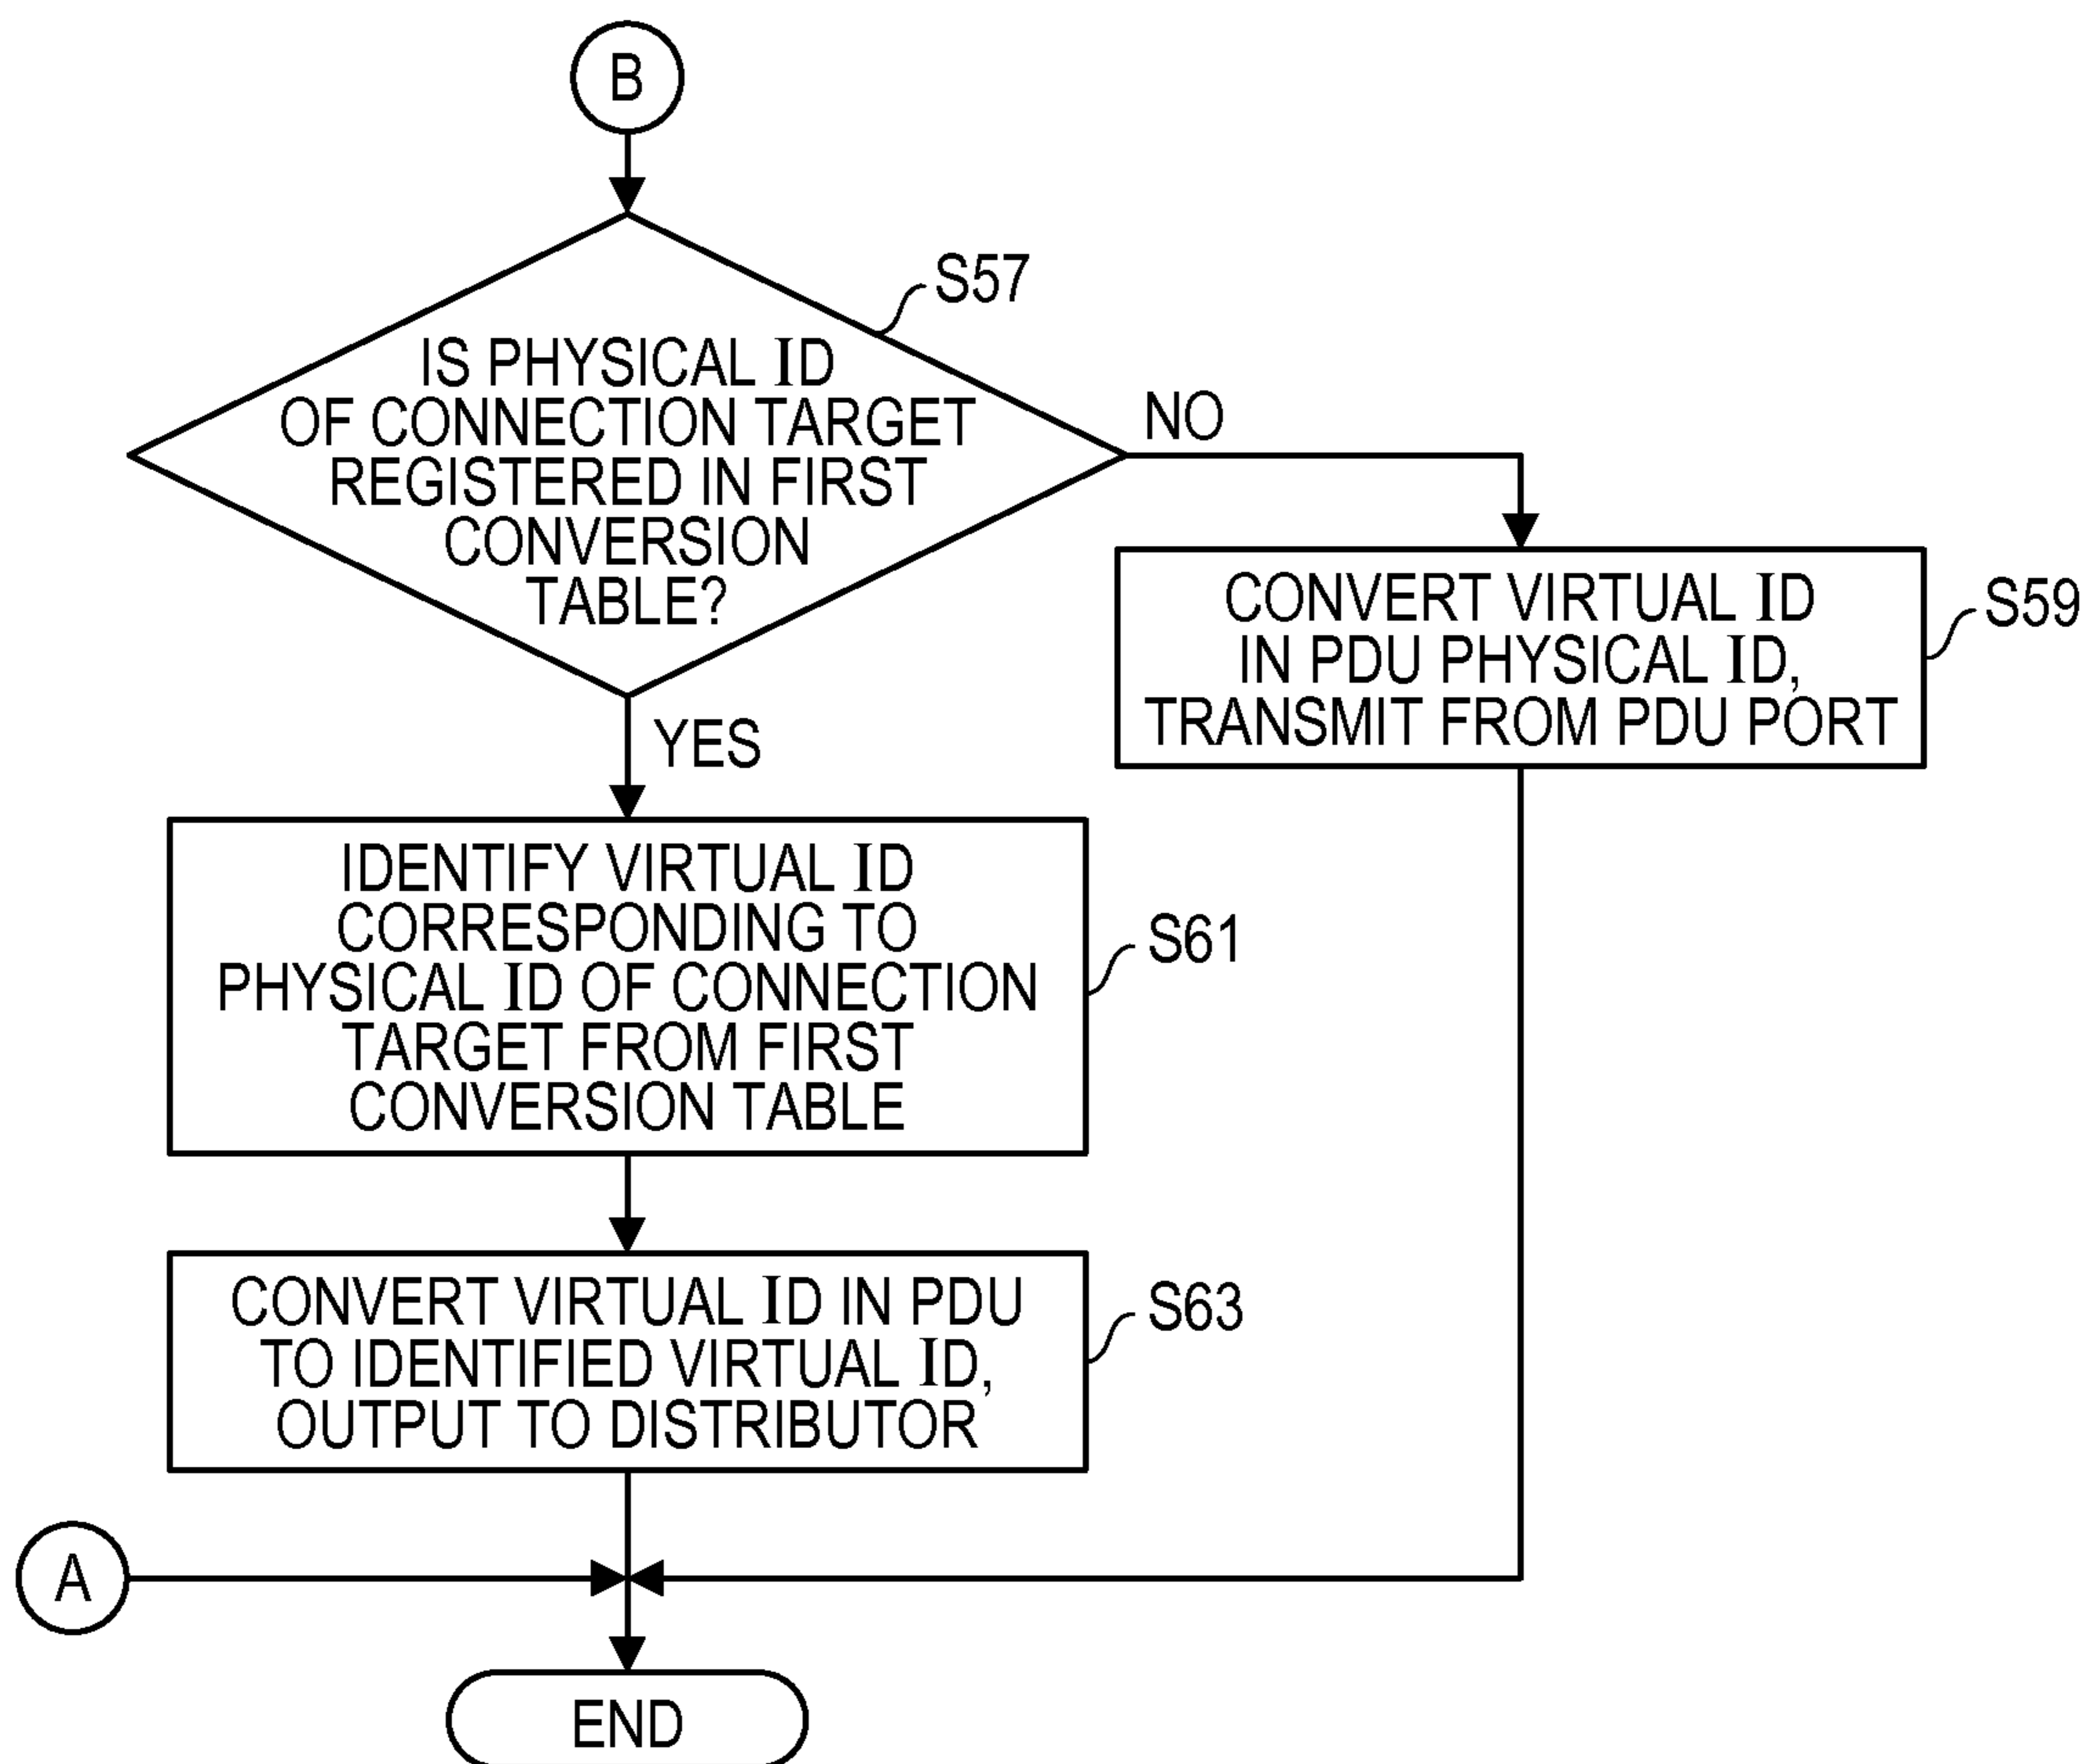 B
S57
IS PHYSICAL ID
OF CONNECTION TARGET
REGISTERED IN FIRST
CONVERSION
TABLE?
NO
CONVERT VIRTUAL ID
IN PDU PHYSICAL ID,
TRANSMIT FROM PDU PORT
S59
YES
IDENTIFY VIRTUAL ID
CORRESPONDING TO
PHYSICAL ID OF CONNECTION
TARGET FROM FIRST
CONVERSION TABLE
S61
CONVERT VIRTUAL ID IN PDU
TO IDENTIFIED VIRTUAL ID,
OUTPUT TO DISTRIBUTOR
S63
A
END